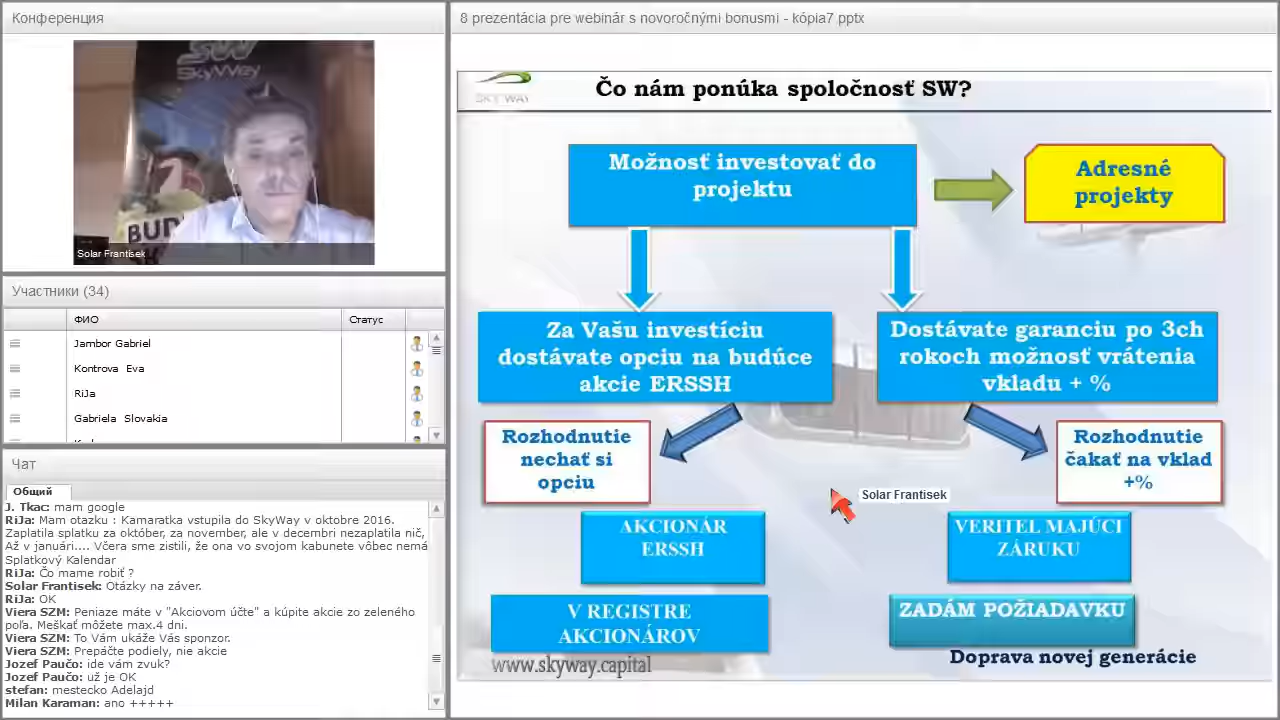 Конференция
SW
SkyWay
BUD
Solar Frantisek
Участники (34)
ФИО
Статус
Jambor Gabriel
Kontrova Eva
RiJa
Gabriela Slovakia
Чат
Общий
J. Tkac: mam google
RiJa: Mam otazku : Kamaratka vstupila do SkyWay v oktobre 2016.
Zaplatila splatku za október, za november, ale v decembri nezaplatila nič,
Až v januári.... Včera sme zistili, že ona vo svojom kabunete vôbec nemá
Splatkový Kalendar
RiJa: Čo mame robiť ?
Solar Frantisek: Otázky na záver.
RiJa: OK
Viera SZM: Peniaze máte v "Akciovom účte" a kúpite akcie zo zeleného
poľa. Meškať môžete max.4 dni.
Viera SZM: To Vám ukáže Vás sponzor.
Viera SZM: Prepáčte podiely, nie akcie
Jozef Paučo: ide vám zvuk?
Jozef Paučo: už je OK
stefan: mestecko Adelajd
Milan Karaman: ano +++++
8 prezentácia pre webinár s novoročnými bonusmi - kópia7.pptx
SKY WAY
Čo nám ponúka spoločnosť SW?
Možnosť investovať do
projektu
Adresné
projekty
Za Vašu investíciu
dostávate opciu na budúce
akcie ERSSH
Dostávate garanciu po 3ch
rokoch možnosť vrátenia
vkladu + %
Rozhodnutie
nechať si
opciu
Rozhodnutie
čakať na vklad
+%
Solar Frantisek
AKCIONÁR
ERSSH
VERITEL MAJÚCI
ZÁRUKU
V REGISTRE
AKCIONÁROV
ZADÁM POŽIADAVKU
www.skyway.capital
Doprava novej generácie